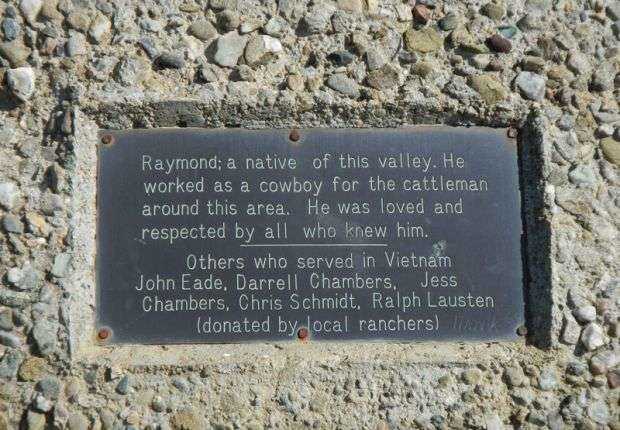 Raymond; a native of this valley. He
worked as a cowboy for the cattleman
around this area. He was loved and
respected by all who knew him.
Others who served in Vietnam
John Eade, Darrell Chambers, Jess
Chambers, Chris Schmidt, Ralph Lausten
(donated by local ranchers)